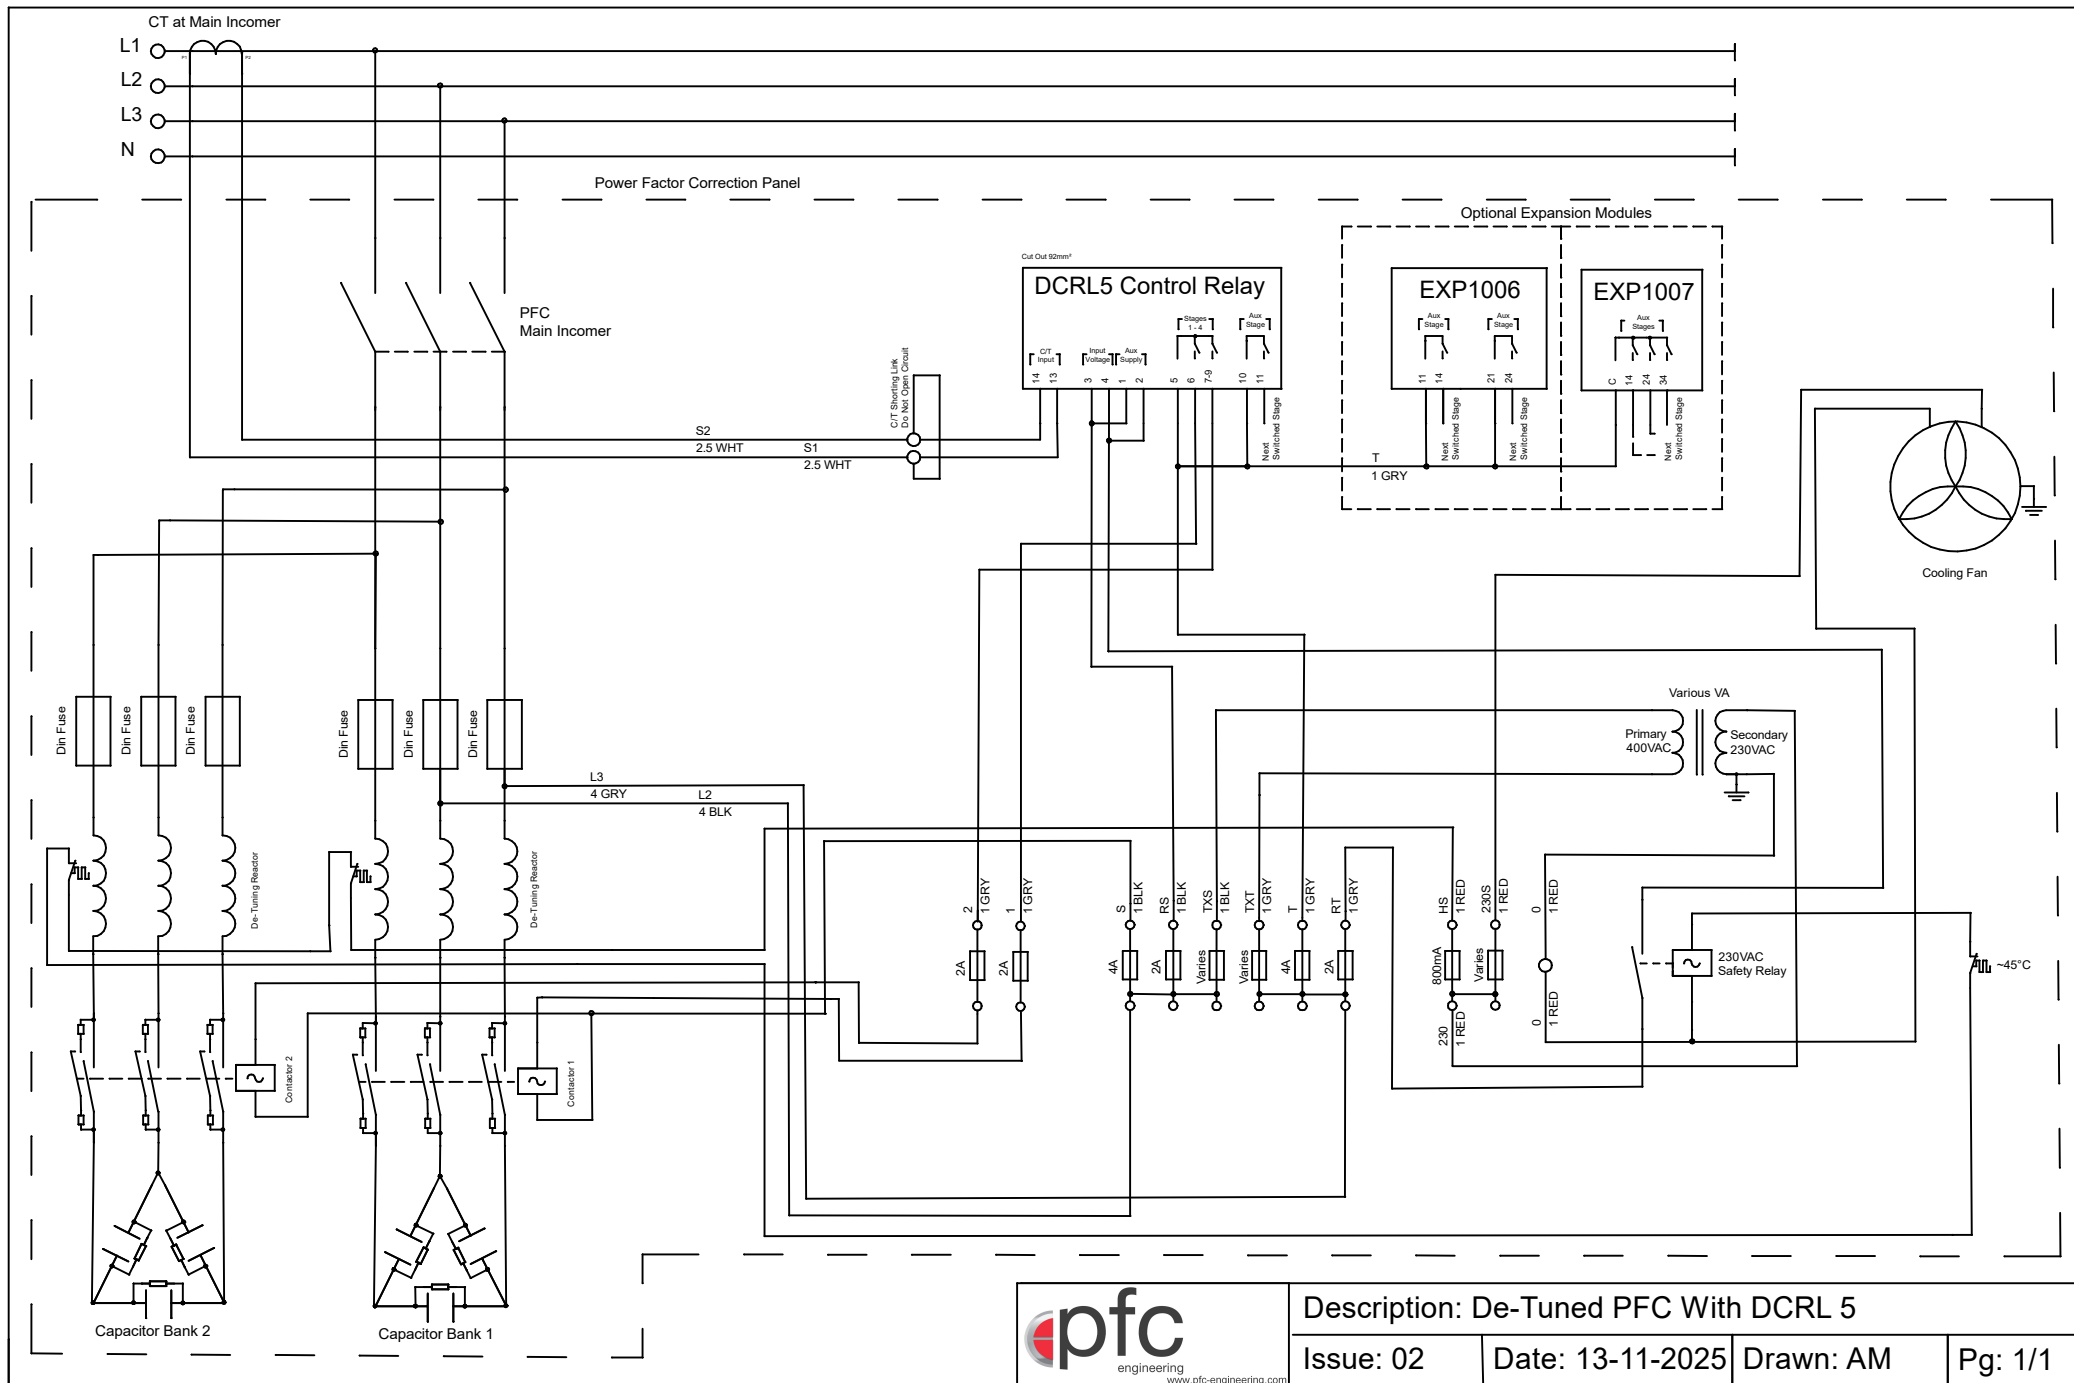 CT at Main Incomer
L1
P1
P2
L2
L3
N
Power Factor Correction Panel
Optional Expansion Modules
PFC
Main Incomer
Cut Out 92mm²
DCRL5 Control Relay
Stages
1 - 4
Aux
Stage
C/T
Input
Input
Voltage
Aux
Supply
14
13
3
4
1
2
5
6
7-9
10
11
Next
Switched Stage
EXP1006
Aux
Stage
Aux
Stage
11
14
21
24
Next
Switched Stage
Next
Switched Stage
EXP1007
Aux
Stages
C
14
24
34
Next
Switched Stage
C/T Shorting Link
Do Not Open Circuit
S2
2.5 WHT
S1
2.5 WHT
T
1 GRY
Cooling Fan
Din Fuse
Din Fuse
Din Fuse
Din Fuse
Din Fuse
Din Fuse
L3
4 GRY
L2
4 BLK
Various VA
Primary
400VAC
Secondary
230VAC
De-Tuning Reactor
De-Tuning Reactor
2
1 GRY
2A
1
1 GRY
2A
S
1 BLK
4A
RS
1 BLK
2A
TXS
1 BLK
Varies
TXT
1 GRY
Varies
T
1 GRY
4A
RT
1 GRY
2A
HS
1 RED
800mA
230
1 RED
230S
1 RED
Varies
0
1 RED
0
1 RED
230VAC
Safety Relay
~45°C
Contactor 2
Contactor 1
Capacitor Bank 2
Capacitor Bank 1
pfc
engineering
www.pfc-engineering.com
Description: De-Tuned PFC With DCRL 5
Issue: 02
Date: 13-11-2025
Drawn: AM
Pg: 1/1